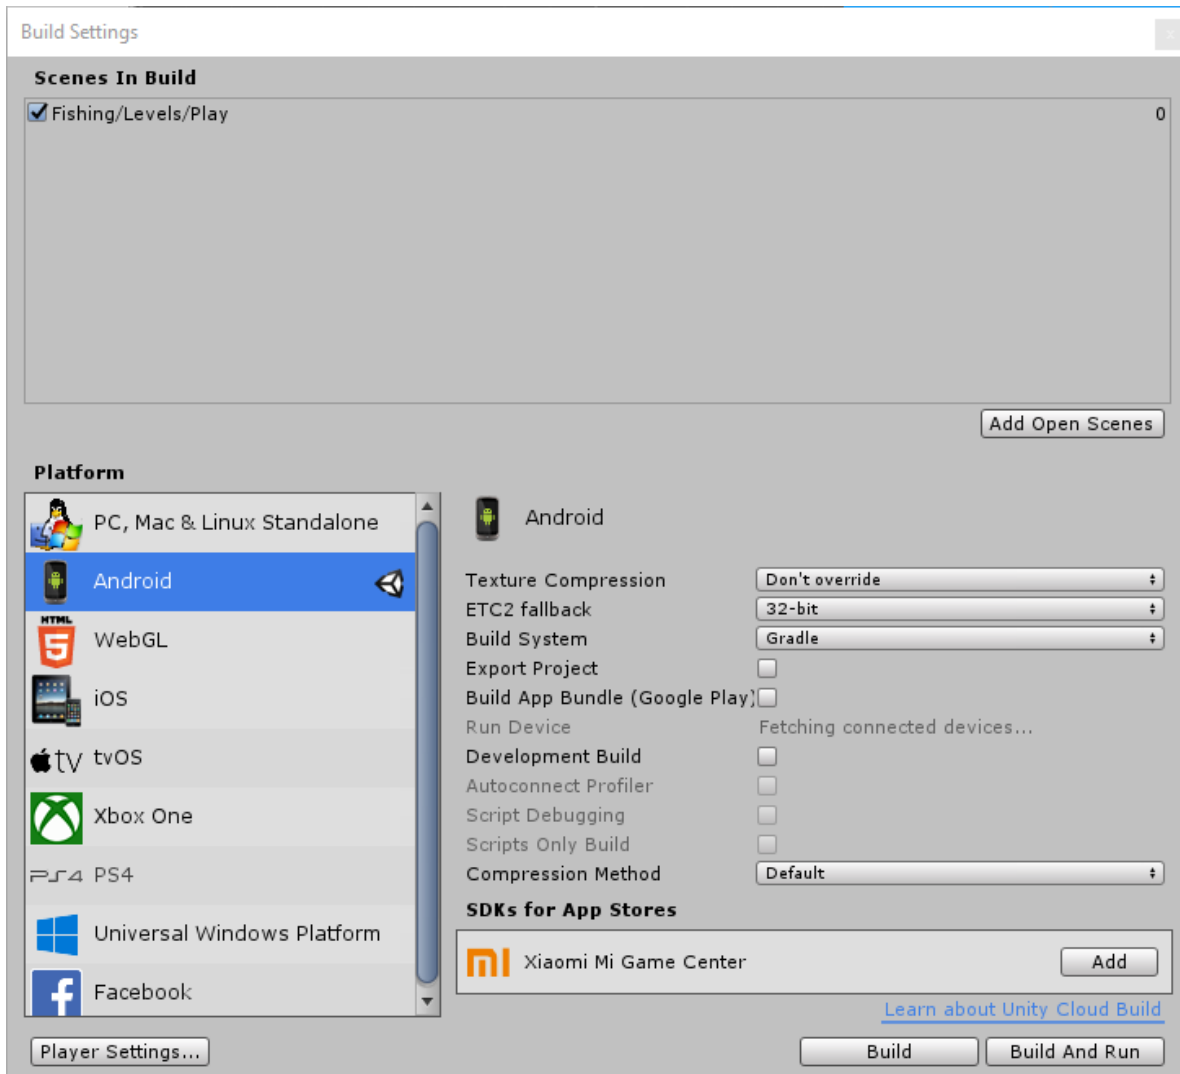 Build Settings
x
Scenes In Build
Fishing/Levels/Play 0
Add Open Scenes
Platform
PC, Mac & Linux Standalone
Android
HTML
5
WebGL
iOS
tv tvOS
Xbox One
PS4 PS4
Universal Windows Platform
f Facebook
Android
Texture Compression Don't override
ETC2 fallback 32-bit
Build System Gradle
Export Project
Build App Bundle (Google Play)
Run Device Fetching connected devices...
Development Build
Autoconnect Profiler
Script Debugging
Scripts Only Build
Compression Method Default
SDKs for App Stores
mi Xiaomi Mi Game Center Add
Learn about Unity Cloud Build
Player Settings... Build Build And Run